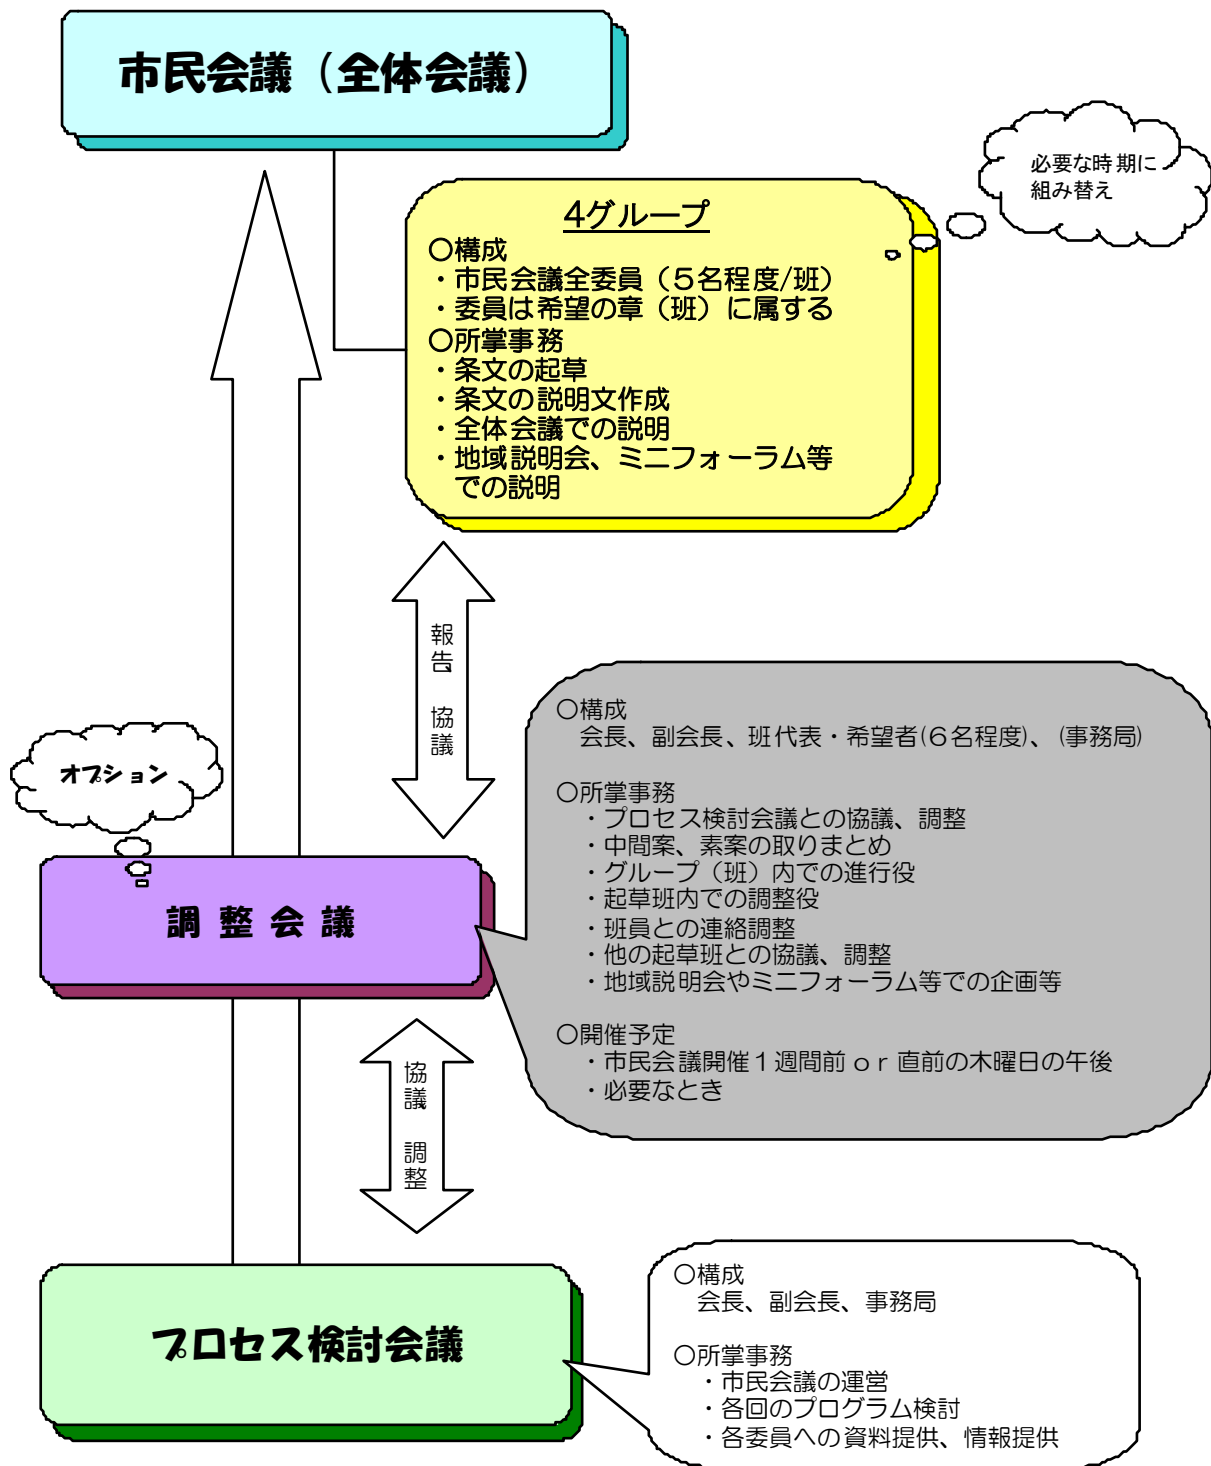 市民会議（全体会議）
必要な時期に
組み替え
4グループ
〇構成
・市民会議全委員（５名程度/班）
・委員は希望の章（班）に属する
〇所掌事務
・条文の起草
・条文の説明文作成
・全体会議での説明
・地域説明会、ミニフォーラム等
での説明
報告　協議
〇構成
会長、副会長、班代表・希望者(６名程度)、(事務局)
〇所掌事務
・プロセス検討会議との協議、調整
・中間案、素案の取りまとめ
・グループ（班）内での進行役
・起草班内での調整役
・班員との連絡調整
・他の起草班との協議、調整
・地域説明会やミニフォーラム等での企画等
〇開催予定
・市民会議開催１週間前 ｏｒ 直前の木曜日の午後
・必要なとき
オプション
調 整 会 議
協議　調整
プロセス検討会議
〇構成
会長、副会長、事務局
〇所掌事務
・市民会議の運営
・各回のプログラム検討
・各委員への資料提供、情報提供